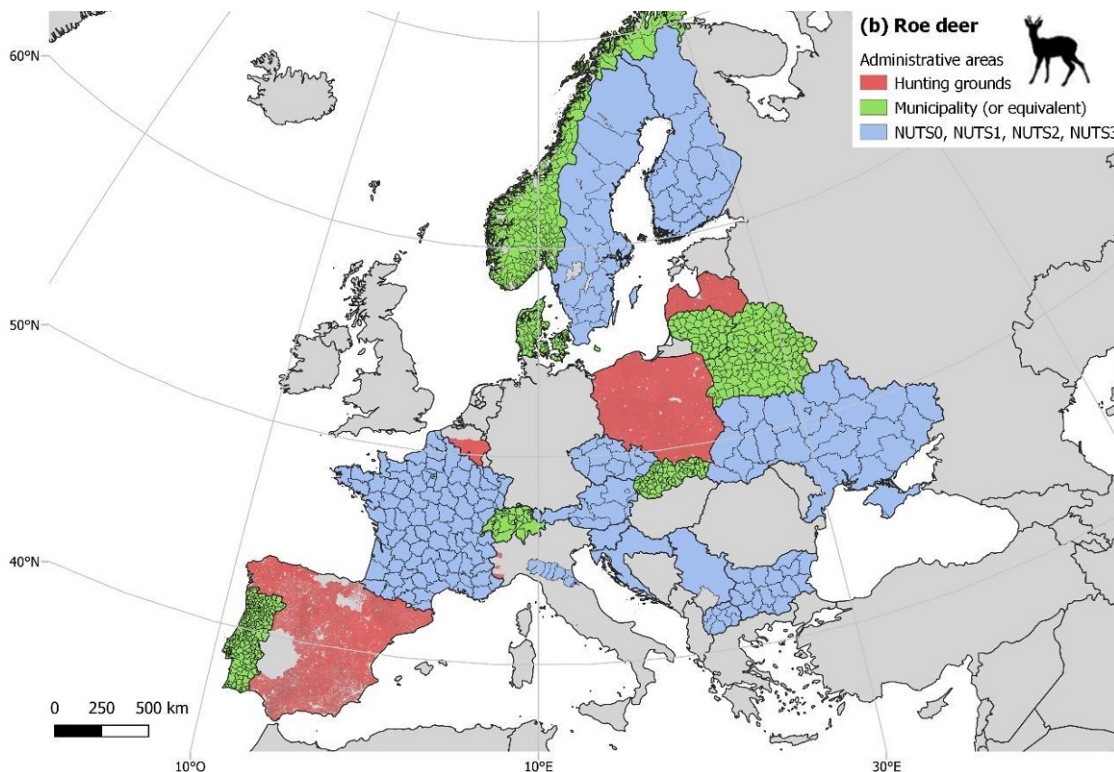 (b) Roe deer
Administrative areas
Hunting grounds
Municipality (or equivalent)
NUTS0, NUTS1, NUTS2, NUTS3
60°N
50°N
40°N
0 250 500 km
10°O 10°E 30°E